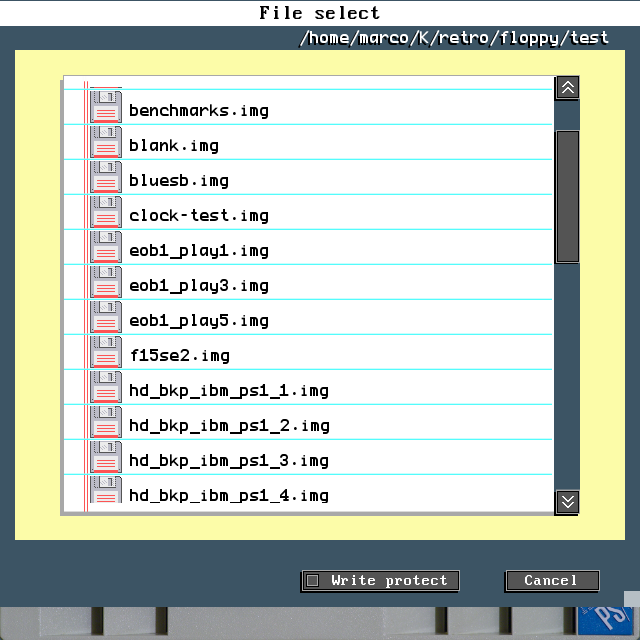 File select
/home/marco/K/retro/floppy/test
benchmarks.img
blank.img
bluesb.img
clock-test.img
eob1_play1.img
eob1_play3.img
eob1_play5.img
f15se2.img
hd_bkp_ibm_ps1_1.img
hd_bkp_ibm_ps1_2.img
hd_bkp_ibm_ps1_3.img
hd_bkp_ibm_ps1_4.img
Write protect
Cancel
PS